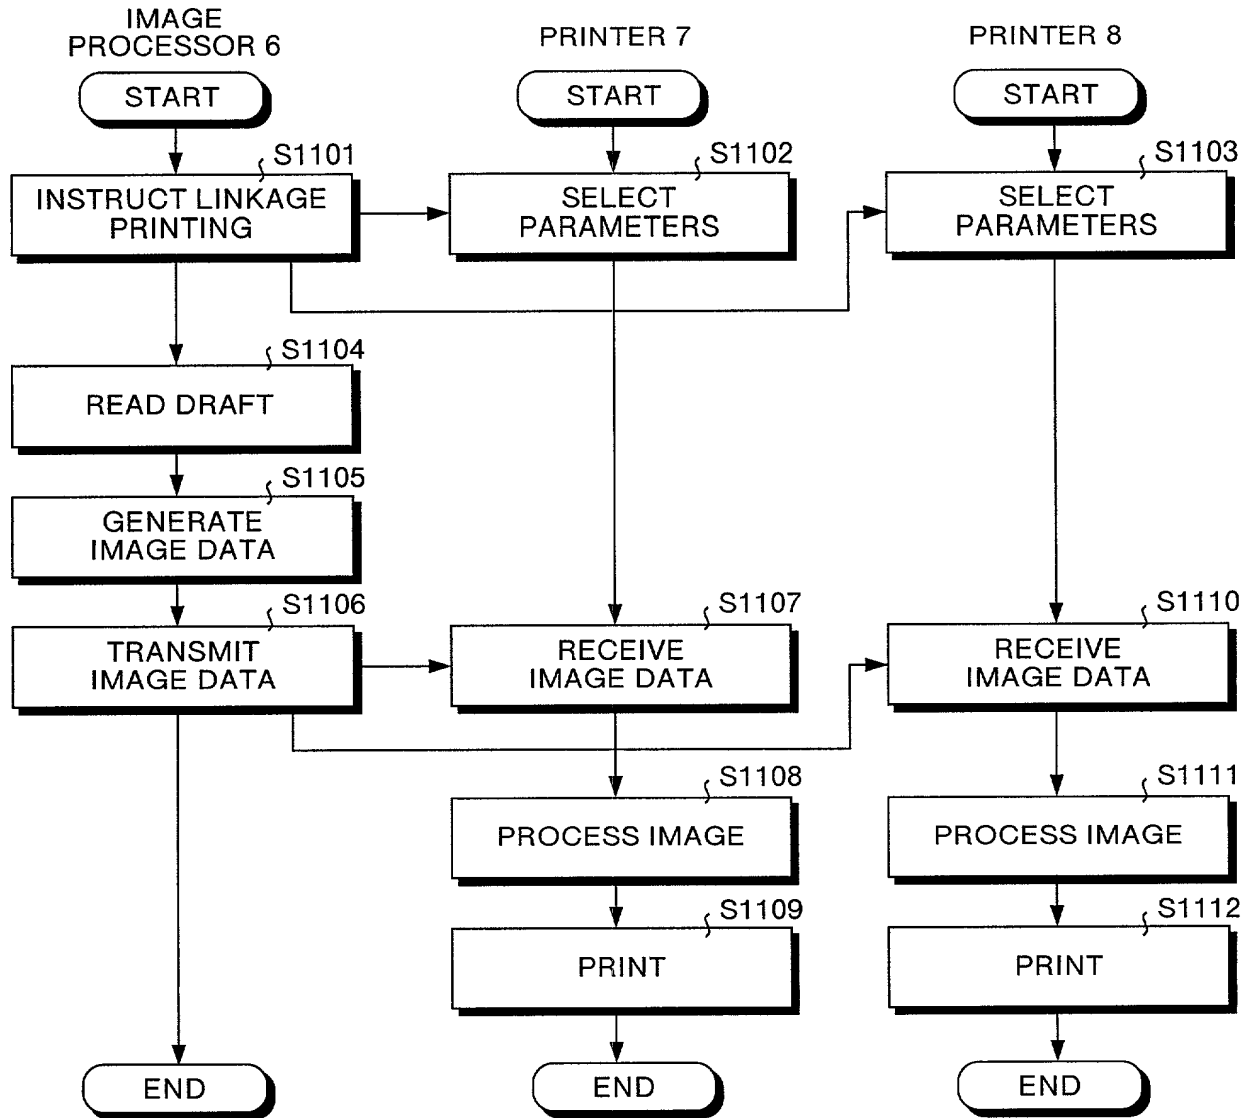 IMAGE
PROCESSOR 6
PRINTER 7
PRINTER 8
START
START
START
S1101
S1102
S1103
INSTRUCT LINKAGE
PRINTING
SELECT
PARAMETERS
SELECT
PARAMETERS
S1104
READ DRAFT
S1105
GENERATE
IMAGE DATA
S1106
S1107
S1110
TRANSMIT
IMAGE DATA
RECEIVE
IMAGE DATA
RECEIVE
IMAGE DATA
S1108
S1111
PROCESS IMAGE
PROCESS IMAGE
S1109
S1112
PRINT
PRINT
END
END
END